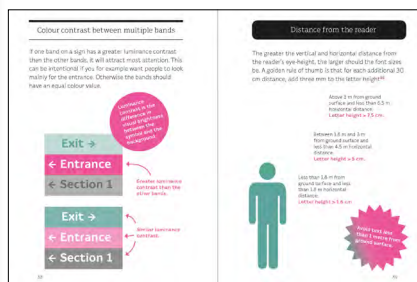 Colour contrast between multiple bands
If one band on a sign has a greater luminance contrast
then the other bands, it will attract most attention. This
can be intentional if you for example want people to look
mainly for the entrance. Otherwise the bands should
have an equal colour value.
Luminance
contrast is the
difference in
visual brightness
between the
symbol and the
background.
Exit →
← Entrance
← Section 1
Greater luminance
contrast than the
other bands.
Exit →
← Entrance
← Section 1
Similar luminance
contrast.
Distance from the reader
The greater the vertical and horizontal distance from
the reader's eye-height, the larger should the font size
be. A golden rule of thumb is that for each additional 30
cm distance, add three mm to the letter height
Above 3 m from ground
surface and less than
horizontal distance.
Letter height = 7.5 cm.
Between 1.8 m and 3 m
from ground surface and
less than 4.5 m horizontal
distance.
Letter height = 5 cm.
Less than 1.8 m from
ground surface and less
than horizontal
distance.
Letter height = 1.6 cm.
Avoid text less
than 1 metre from
ground surface.